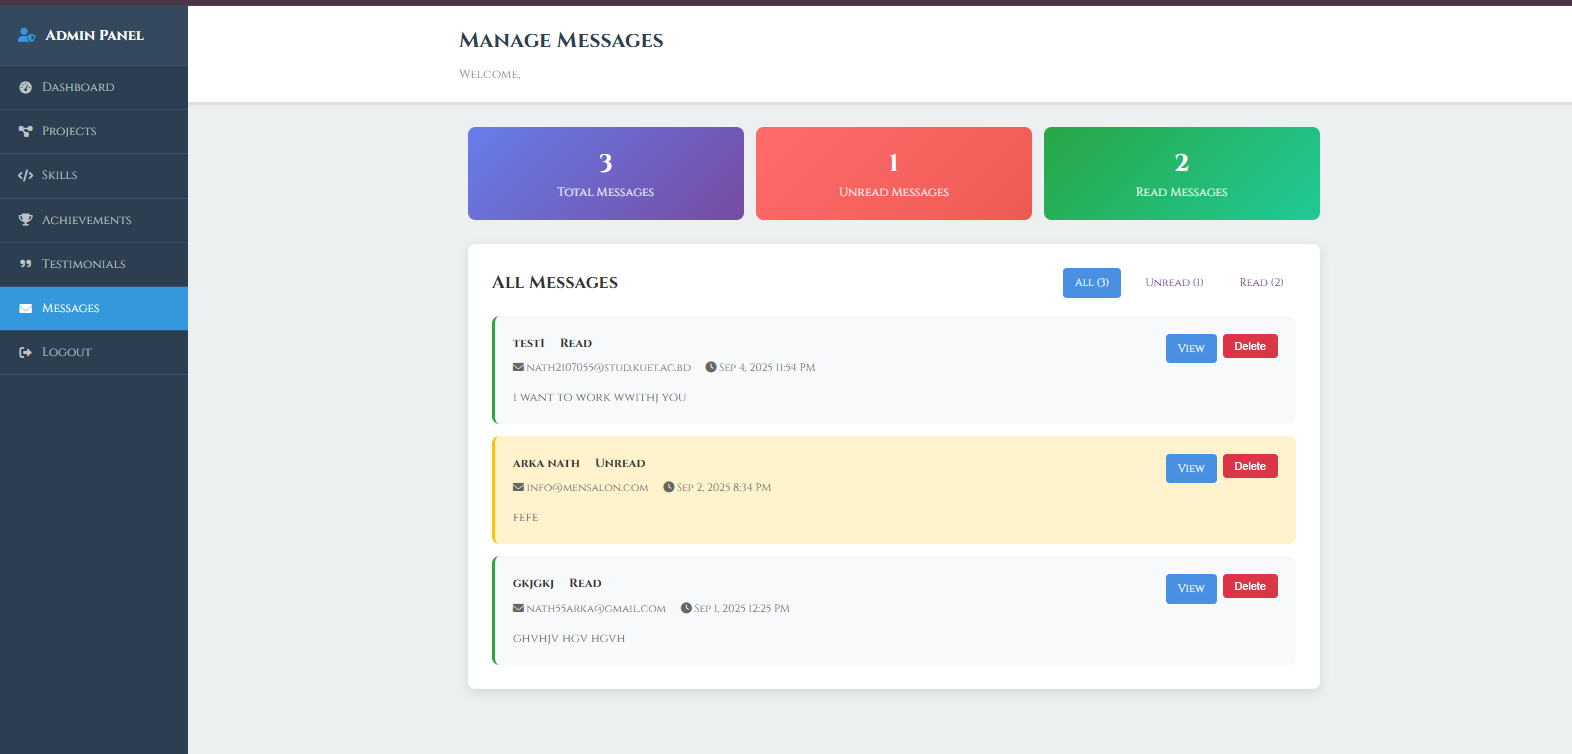 Admin Panel
Dashboard
Projects
Skills
Achievements
Testimonials
Messages
Logout
Manage Messages
Welcome,
3
Total Messages
1
Unread Messages
2
Read Messages
All Messages
All (3)
Unread (1)
Read (2)
test1 Read
View
Delete
nath2107055@stud.kuet.ac.bd Sep 4, 2025 11:54 PM
i want to work wwithj you
arka nath Unread
View
Delete
info@mensalon.com Sep 2, 2025 8:34 PM
fefe
gkjgkj Read
View
Delete
nath55arka@gmail.com Sep 1, 2025 12:25 PM
ghvhjv hgv hgvh